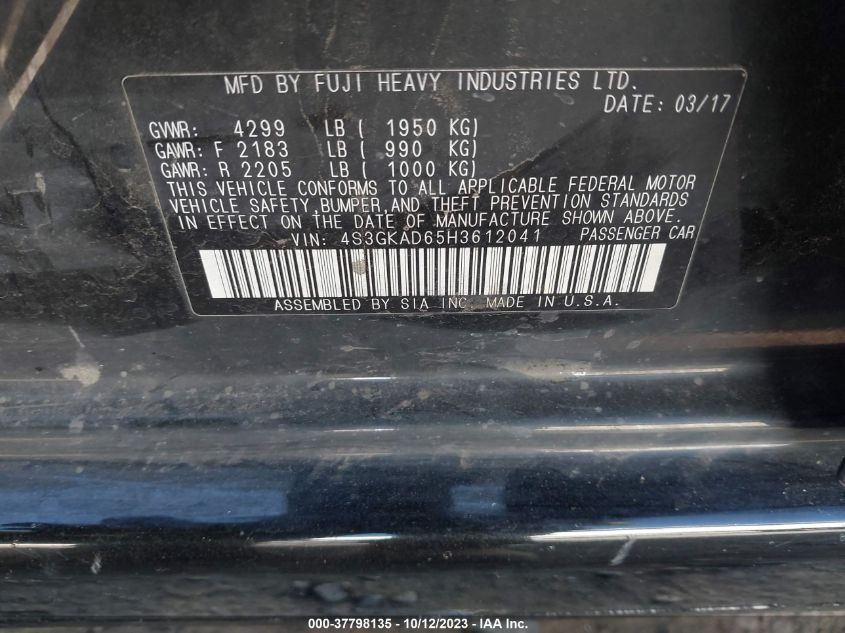 MFD BY FUJI HEAVY INDUSTRIES LTD.
DATE: 03/17
GVWR: 4299 LB ( 1950 KG)
GAWR: F 2183 LB ( 990 KG)
GAWR: R 2205 LB ( 1000 KG)
THIS VEHICLE CONFORMS TO ALL APPLICABLE FEDERAL MOTOR
VEHICLE SAFETY,BUMPER,AND THEFT PREVENTION STANDARDS
IN EFFECT ON THE DATE OF MANUFACTURE SHOWN ABOVE.
VIN: 4S3GKAD65H3612041 PASSENGER CAR
ASSEMBLED BY SIA INC. MADE IN U.S.A.
000-37798135 - 10/12/2023 - IAA Inc.